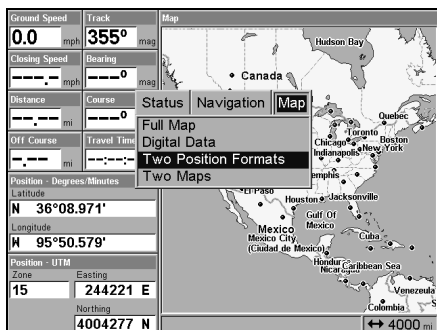 Ground Speed
0.0 mph
Track
355° mag
Closing Speed
---.- mph
Bearing
---° mag
Distance
--.-- mi
Course
---° 
Off Course
-.--- mi
Travel Time
--:--:-
Position - Degrees/Minutes
Latitude
N 36°08.971'
Longitude
W 95°50.579'
Position - UTM
Zone
15
Easting
244221 E
Northing
4004277 N
Map
Status Navigation Map
Full Map
Digital Data
Two Position Formats
Two Maps
Hudson Bay
Canada
Quebec
Toronto
Boston
Chicago
New York
Indianapolis
emphis
El Paso
Houston
Jacksonville
Gulf Of
Mexico
Mexico
Mexico City
(Ciudad de Mexico)
Cuba
Hondur
Nicarag
Caribbean Sea
Venezuela
Colombia
↔ 4000 mi